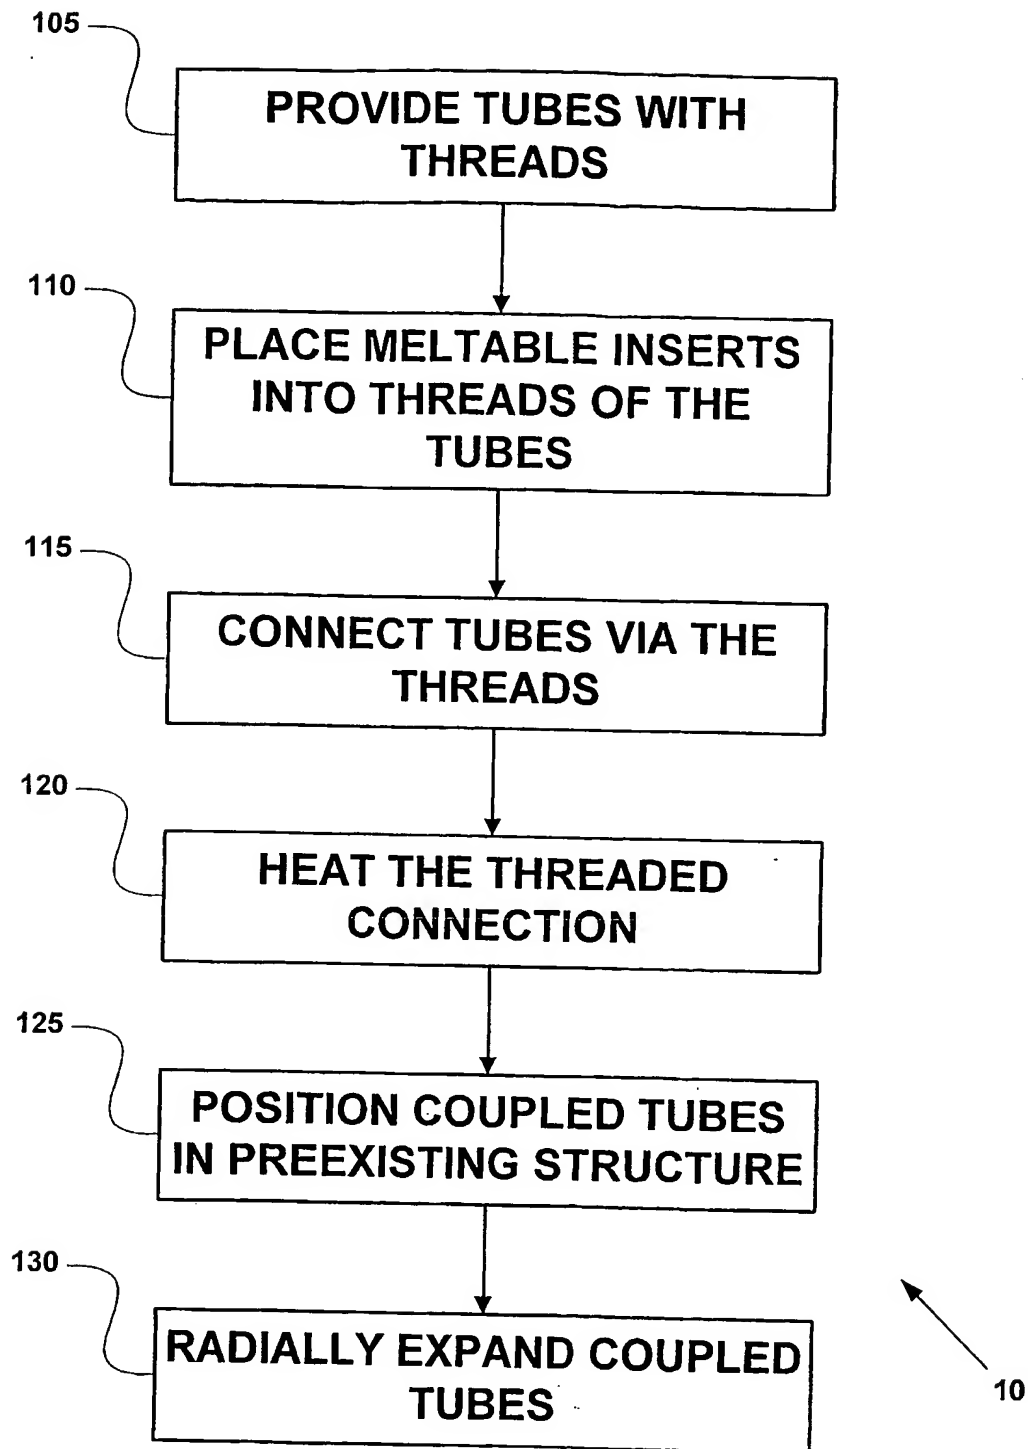 105
PROVIDE TUBES WITH
THREADS
110
PLACE MELTABLE INSERTS
INTO THREADS OF THE
TUBES
115
CONNECT TUBES VIA THE
THREADS
120
HEAT THE THREADED
CONNECTION
125
POSITION COUPLED TUBES
IN PREEXISTING STRUCTURE
130
RADIALLY EXPAND COUPLED
TUBES
10